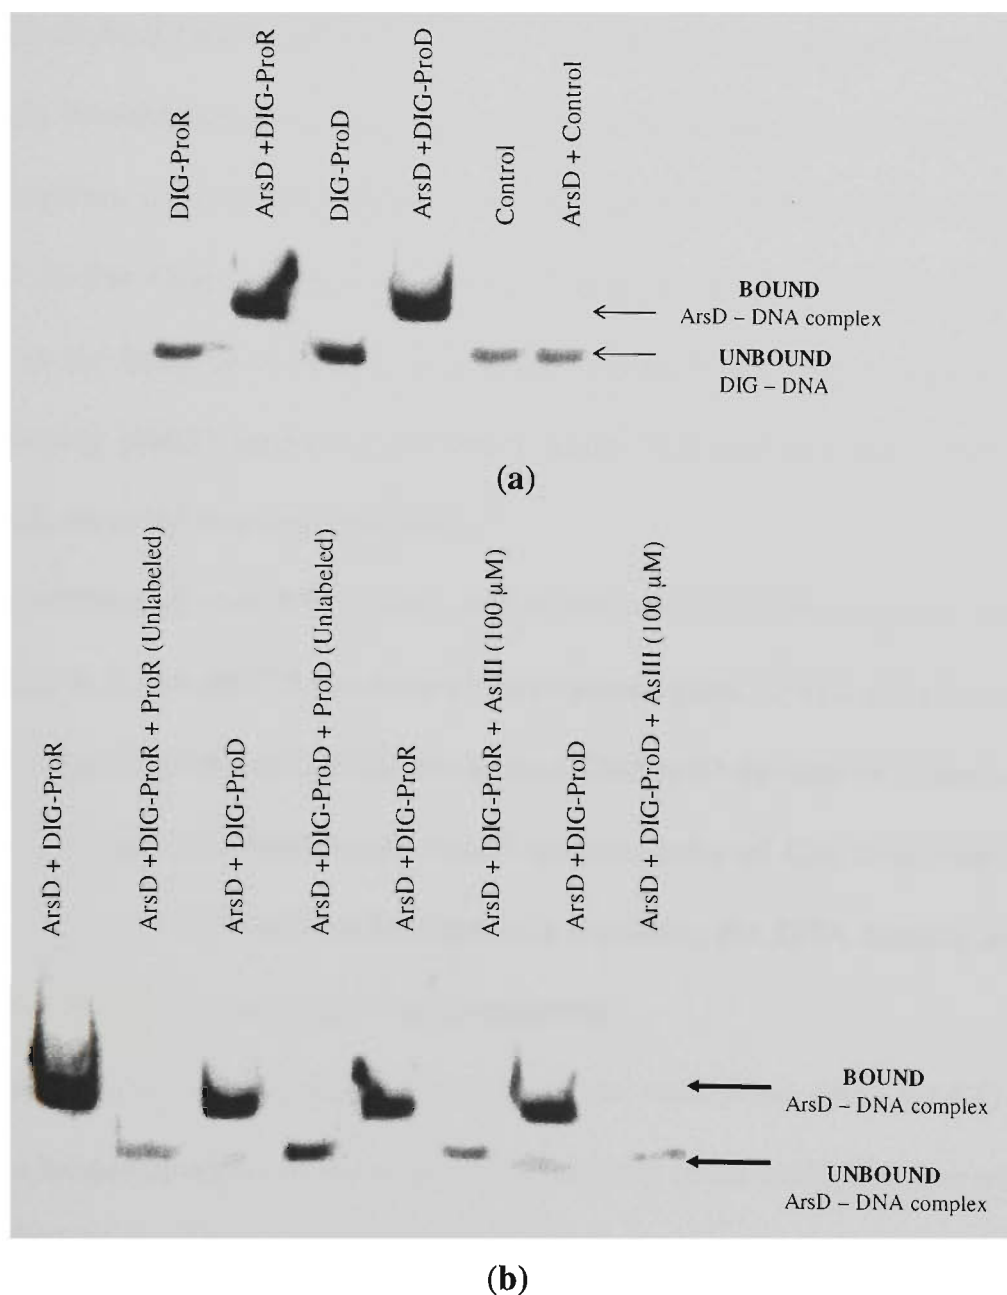 DIG-ProR
ArsD +DIG-ProR
DIG-ProD
ArsD +DIG-ProD
Control
ArsD + Control
BOUND
ArsD – DNA complex
UNBOUND
DIG – DNA
(a)
ArsD + DIG-ProR
ArsD +DIG-ProR + ProR (Unlabeled)
ArsD + DIG-ProD
ArsD +DIG-ProD + ProD (Unlabeled)
ArsD +DIG-ProR
ArsD + DIG-ProR + AsIII (100 µM)
ArsD +DIG-ProD
ArsD + DIG-ProD + AsIII (100 µM)
BOUND
ArsD – DNA complex
UNBOUND
ArsD – DNA complex
(b)